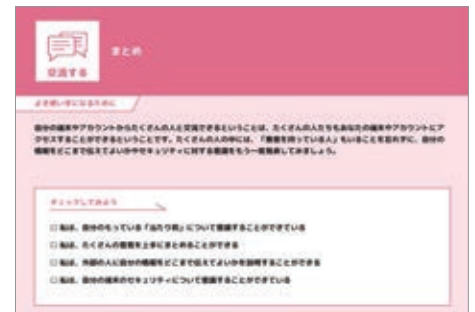 交流する
まとめ
よき使い手になるために
自分の端末やアカウントからたくさんの人と交流できるということは、たくさんの人たちもあなたの端末やアカウントにア
クセスすることができるということです。たくさんの人の中には、「悪意を持っている人」もいることを忘れずに、自分の
情報をどこまで伝えてよいかやセキュリティに対する意識をもう一度見直してみましょう。
チェックしてみよう
□私は、自分のもっている「当たり前」について意識することができている
□私は、たくさんの意見を上手にまとめることができる
□私は、外部の人に自分の情報をどこまで伝えてよいかを説明することができる
□私は、自分の端末のセキュリティについて意識することができている